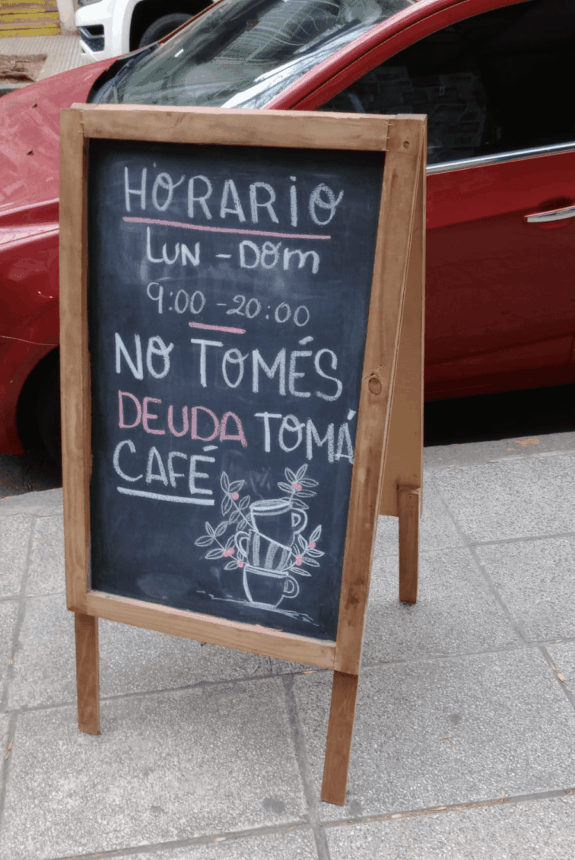 HORARIO
LUN - DOM
9:00 - 20:00
NO TOMÉS
DEUDA TOMÁ
CAFÉ